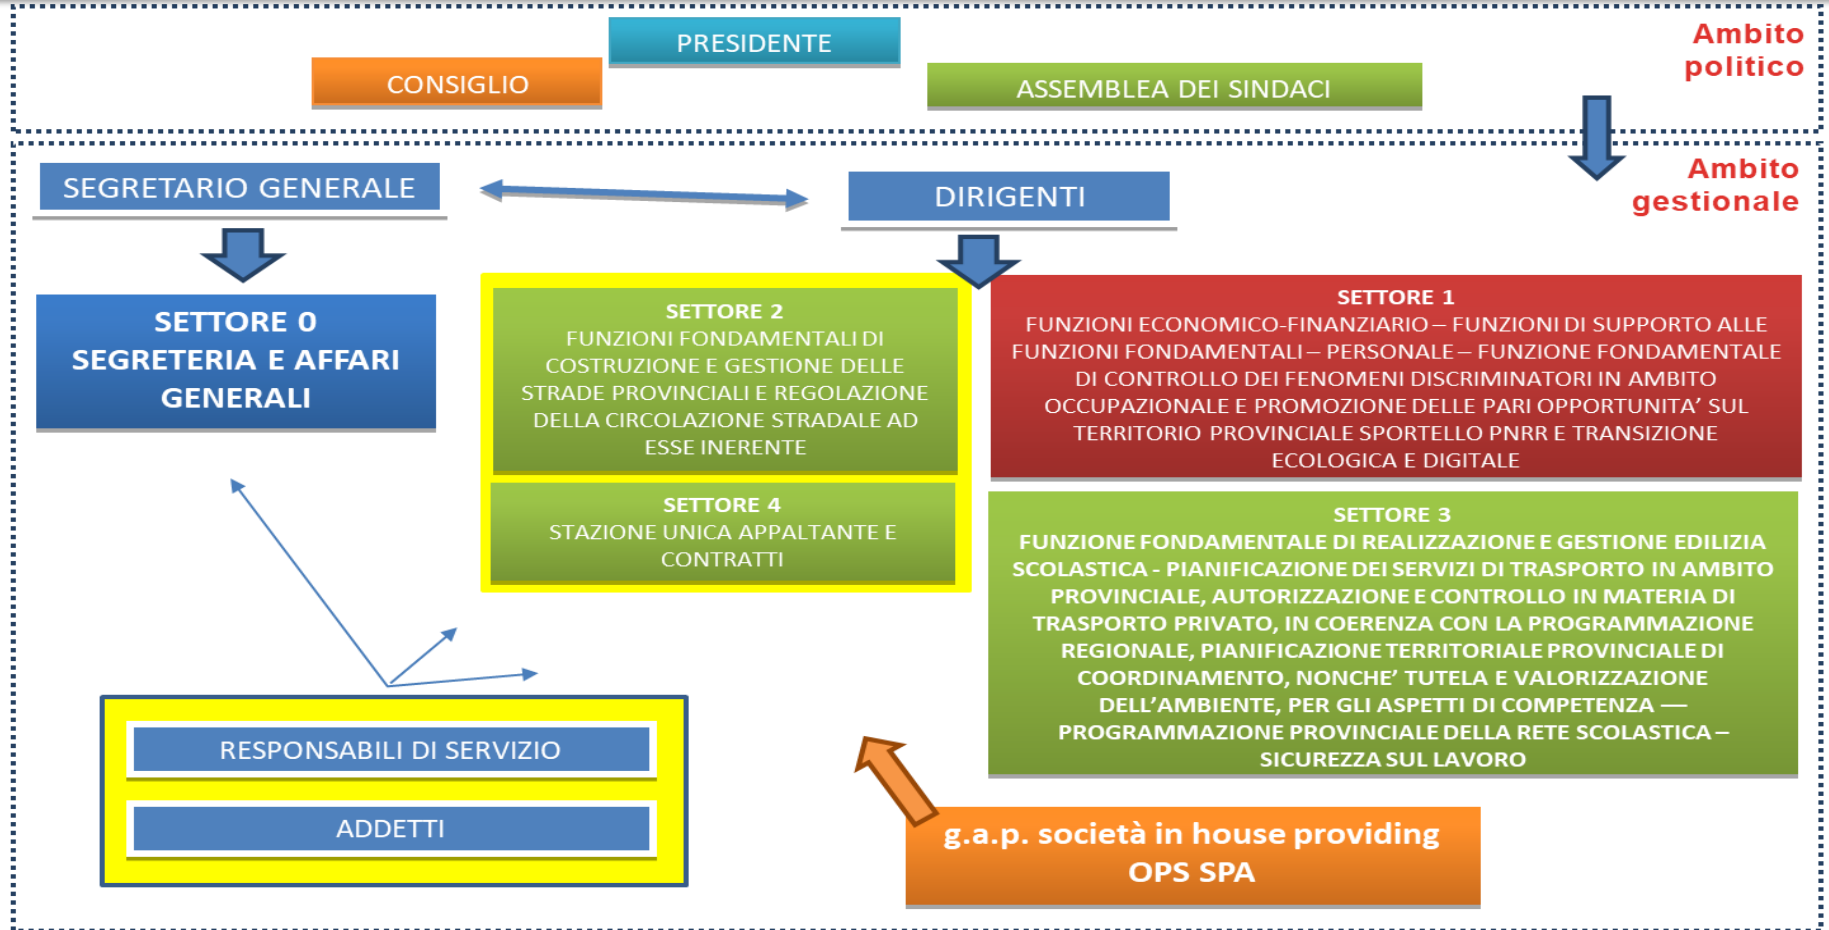 PRESIDENTE
CONSIGLIO
ASSEMBLEA DEI SINDACI
Ambito
politico
SEGRETARIO GENERALE
DIRIGENTI
Ambito
gestionale
SETTORE 0
SEGRETERIA E AFFARI
GENERALI
SETTORE 2
FUNZIONI FONDAMENTALI DI
COSTRUZIONE E GESTIONE DELLE
STRADE PROVINCIALI E REGOLAZIONE
DELLA CIRCOLAZIONE STRADALE AD
ESSE INERENTE
SETTORE 4
STAZIONE UNICA APPALTANTE E
CONTRATTI
SETTORE 1
FUNZIONI ECONOMICO-FINANZIARIO – FUNZIONI DI SUPPORTO ALLE
FUNZIONI FONDAMENTALI – PERSONALE – FUNZIONE FONDAMENTALE
DI CONTROLLO DEI FENOMENI DISCRIMINATORI IN AMBITO
OCCUPAZIONALE E PROMOZIONE DELLE PARI OPPORTUNITA’ SUL
TERRITORIO PROVINCIALE SPORTELLO PNRR E TRANSIZIONE
ECOLOGICA E DIGITALE
SETTORE 3
FUNZIONE FONDAMENTALE DI REALIZZAZIONE E GESTIONE EDILIZIA
SCOLASTICA - PIANIFICAZIONE DEI SERVIZI DI TRASPORTO IN AMBITO
PROVINCIALE, AUTORIZZAZIONE E CONTROLLO IN MATERIA DI
TRASPORTO PRIVATO, IN COERENZA CON LA PROGRAMMAZIONE
REGIONALE, PIANIFICAZIONE TERRITORIALE PROVINCIALE DI
COORDINAMENTO, NONCHE’ TUTELA E VALORIZZAZIONE
DELL’AMBIENTE, PER GLI ASPETTI DI COMPETENZA —
PROGRAMMAZIONE PROVINCIALE DELLA RETE SCOLASTICA –
SICUREZZA SUL LAVORO
RESPONSABILI DI SERVIZIO
ADDETTI
g.a.p. società in house providing
OPS SPA